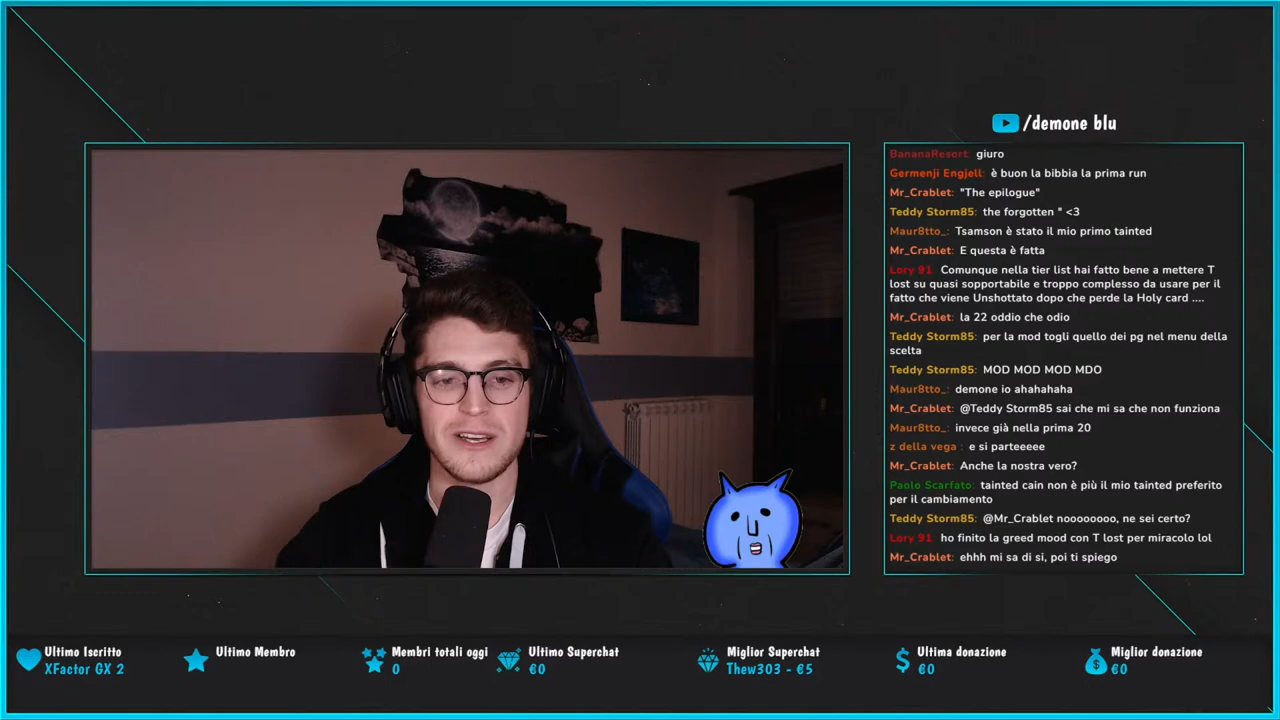 /demone blu
BananaResort: giuro
Germenji Engjell: è buon la bibbia la prima run
Mr_Crablet: "The epilogue"
Teddy Storm85: the forgotten " <3
Maur8tto_: Tsamson è stato il mio primo tainted
Mr_Crablet: E questa è fatta
Lory 91: Comunque nella tier list hai fatto bene a mettere T
lost su quasi sopportabile e troppo complesso da usare per il
fatto che viene Unshottato dopo che perde la Holy card ....
Mr_Crablet: la 22 oddio che odio
Teddy Storm85: per la mod togli quello dei pg nel menu della
scelta
Teddy Storm85: MOD MOD MOD MDO
Maur8tto_: demone io ahahahaha
Mr_Crablet: @Teddy Storm85 sai che mi sa che non funziona
Maur8tto_: invece già nella prima 20
z della vega : e si parteeeee
Mr_Crablet: Anche la nostra vero?
Paolo Scarfato: tainted cain non è più il mio tainted preferito
per il cambiamento
Teddy Storm85: @Mr_Crablet noooooooo, ne sei certo?
Lory 91: ho finito la greed mood con T lost per miracolo lol
Mr_Crablet: ehhh mi sa di si, poi ti spiego
Ultimo Iscritto
XFactor GX 2
Ultimo Membro
Membri totali oggi
0
Ultimo Superchat
€0
Miglior Superchat
Thew303 - €5
Ultima donazione
€0
Miglior donazione
€0